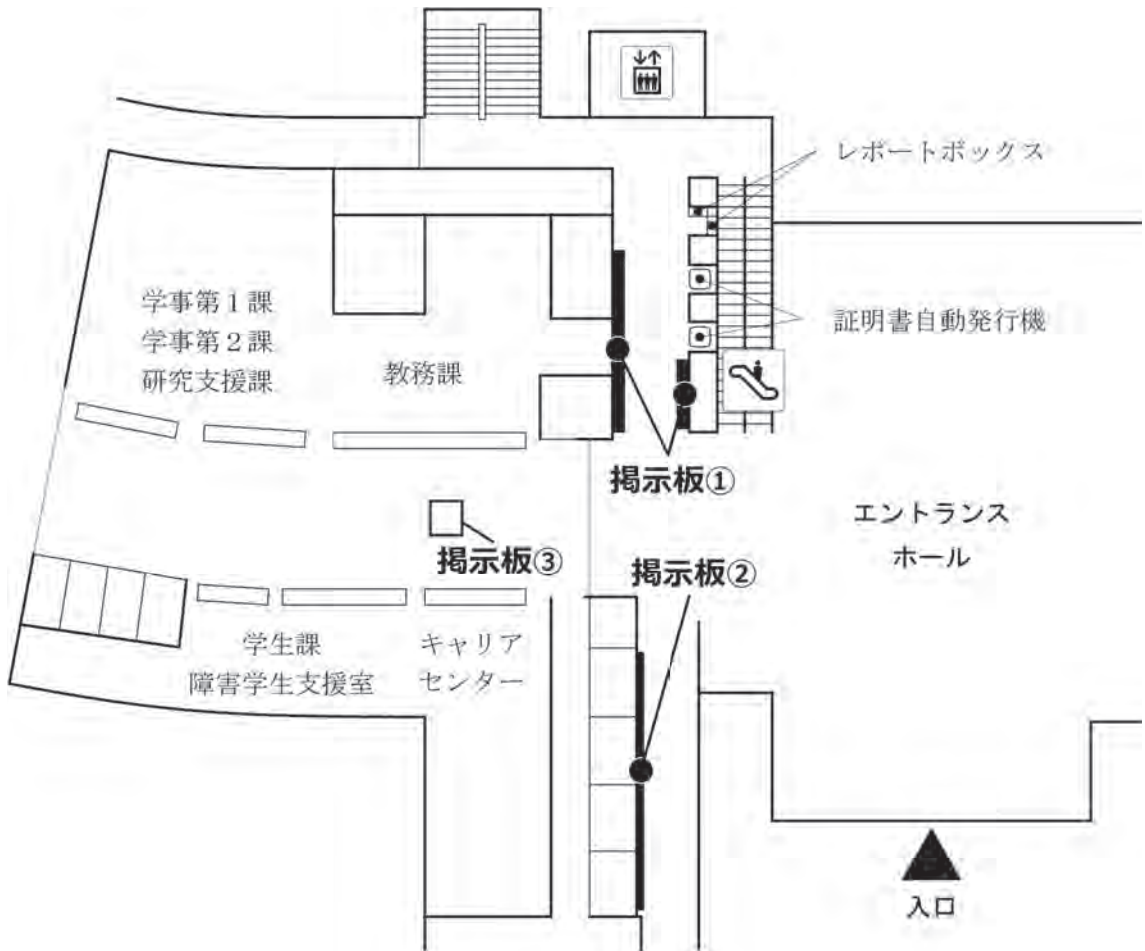 レポートボックス
学事第1課
学事第2課
研究支援課
教務課
証明書自動発行機
掲示板①
エントランス
ホール
掲示板③
掲示板②
学生課
障害学生支援室
キャリア
センター
入口